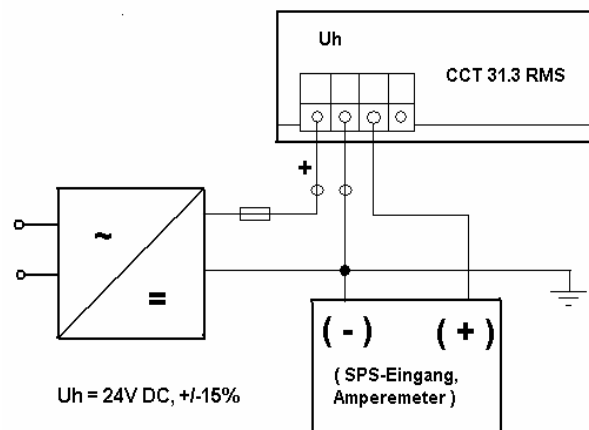 Uh
CCT 31.3 RMS
+
~
=
( - ) ( + )
( SPS-Eingang,
Amperemeter )
Uh = 24V DC, +/-15%